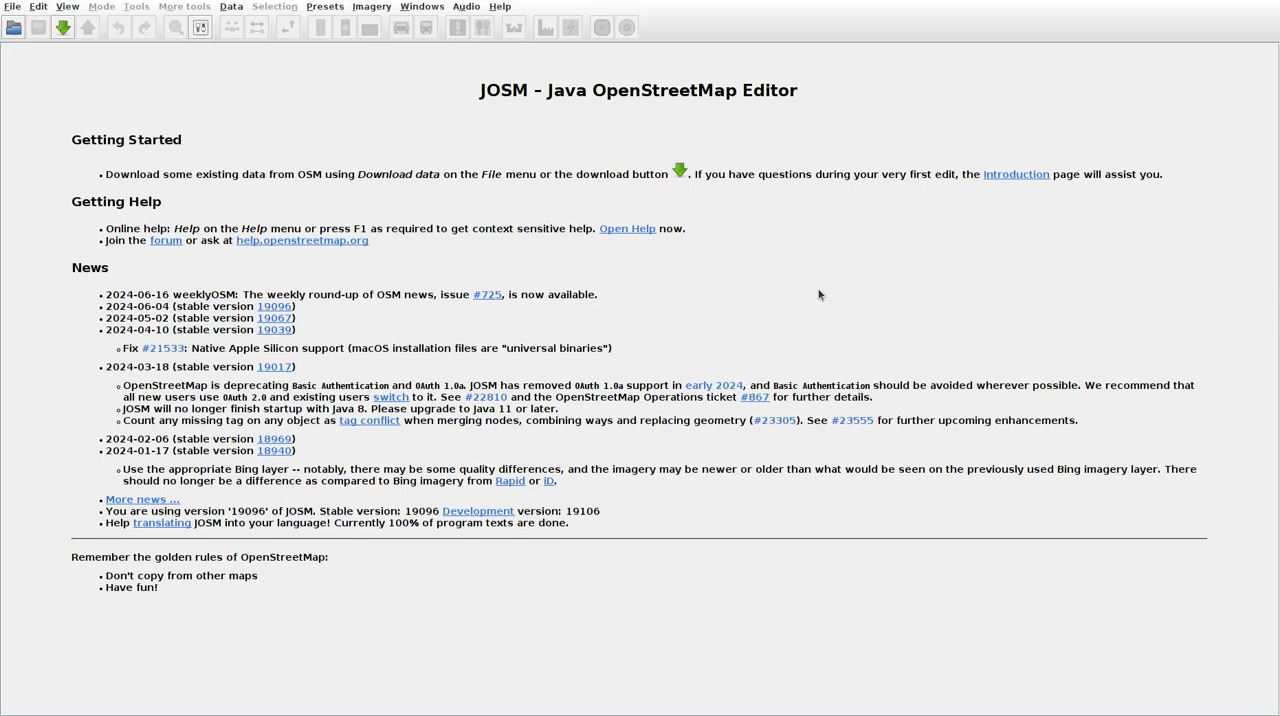 File Edit View Mode Tools More tools Data Selection Presets Imagery Windows Audio Help
JOSM – Java OpenStreetMap Editor
Getting Started
Download some existing data from OSM using Download data on the File menu or the download button . If you have questions during your very first edit, the Introduction page will assist you.
Getting Help
Online help: Help on the Help menu or press F1 as required to get context sensitive help. Open Help now.
Join the forum or ask at help.openstreetmap.org
News
2024-06-16 weeklyOSM: The weekly round-up of OSM news, issue #725, is now available.
2024-06-04 (stable version 19096)
2024-05-02 (stable version 19067)
2024-04-10 (stable version 19039)
Fix #21533: Native Apple Silicon support (macOS installation files are "universal binaries")
2024-03-18 (stable version 19017)
OpenStreetMap is deprecating Basic Authentication and OAuth 1.0a. JOSM has removed OAuth 1.0a support in early 2024, and Basic Authentication should be avoided wherever possible. We recommend that
all new users use OAuth 2.0 and existing users switch to it. See #22810 and the OpenStreetMap Operations ticket #867 for further details.
JOSM will no longer finish startup with Java 8. Please upgrade to Java 11 or later.
Count any missing tag on any object as tag conflict when merging nodes, combining ways and replacing geometry (#23305). See #23555 for further upcoming enhancements.
2024-02-06 (stable version 18969)
2024-01-17 (stable version 18940)
Use the appropriate Bing layer -- notably, there may be some quality differences, and the imagery may be newer or older than what would be seen on the previously used Bing imagery layer. There
should no longer be a difference as compared to Bing imagery from Rapid or iD.
More news ...
You are using version '19096' of JOSM. Stable version: 19096 Development version: 19106
Help translating JOSM into your language! Currently 100% of program texts are done.
Remember the golden rules of OpenStreetMap:
Don't copy from other maps
Have fun!